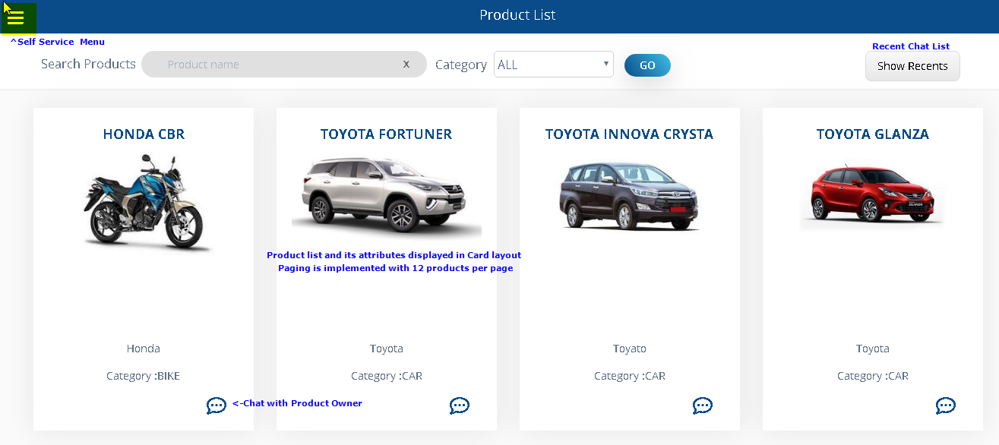 Product List
^Self Service Menu
Recent Chat List
Search Products Product name x Category ALL GO Show Recents
HONDA CBR TOYOTA FORTUNER TOYOTA INNOVA CRYSTA TOYOTA GLANZA
GLANZA
Product list and its attributes displayed in Card layout
Paging is implemented with 12 products per page
Honda Toyota Toyato Toyota
Category :BIKE Category :CAR Category :CAR Category :CAR
<-Chat with Product Owner